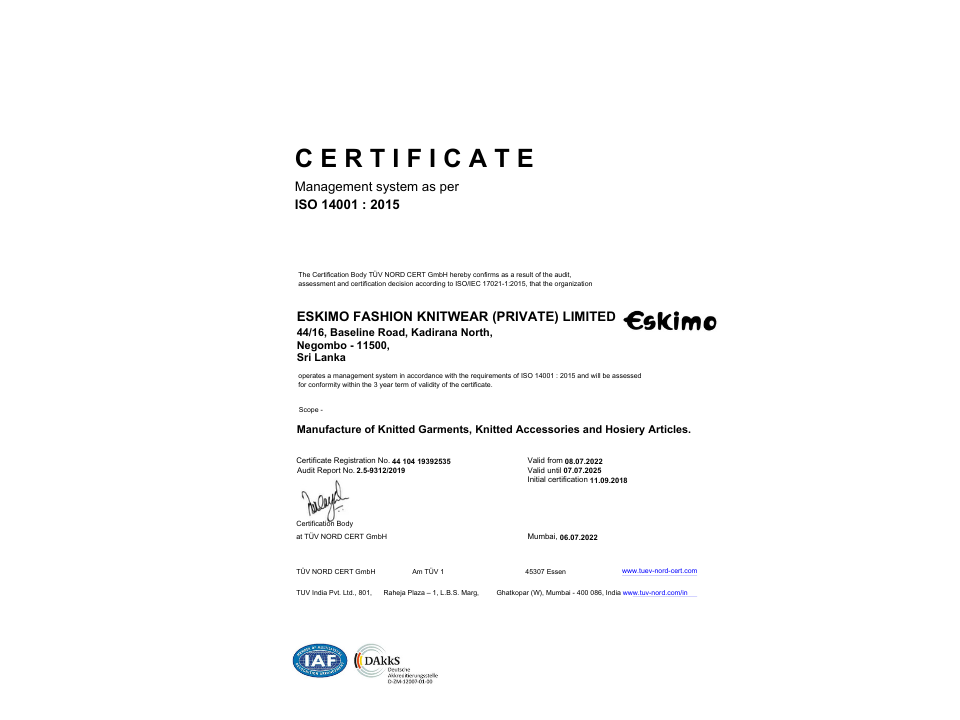 CERTIFICATE
Management system as per
ISO 14001 : 2015
The Certification Body TÜV NORD CERT GmbH hereby confirms as a result of the audit,
assessment and certification decision according to ISO/IEC 17021-1:2015, that the organization
ESKIMO FASHION KNITWEAR (PRIVATE) LIMITED Eskimo
44/16, Baseline Road, Kadirana North,
Negombo - 11500,
Sri Lanka
operates a management system in accordance with the requirements of ISO 14001 : 2015 and will be assessed
for conformity within the 3 year term of validity of the certificate.
Scope -
Manufacture of Knitted Garments, Knitted Accessories and Hosiery Articles.
Certificate Registration No. 44 104 19392535 Valid from 08.07.2022
Audit Report No. 2.5-9312/2019 Valid until 07.07.2025
Initial certification 11.09.2018
Certification Body
at TÜV NORD CERT GmbH Mumbai, 06.07.2022
TÜV NORD CERT GmbH Am TÜV 1 45307 Essen www.tuev-nord-cert.com
TUV India Pvt. Ltd., 801, Raheja Plaza – 1, L.B.S. Marg, Ghatkopar (W), Mumbai - 400 086, India www.tuv-nord.com/in
IAF
DAkkS
Deutsche
Akkreditierungsstelle
D-ZM-12007-01-00